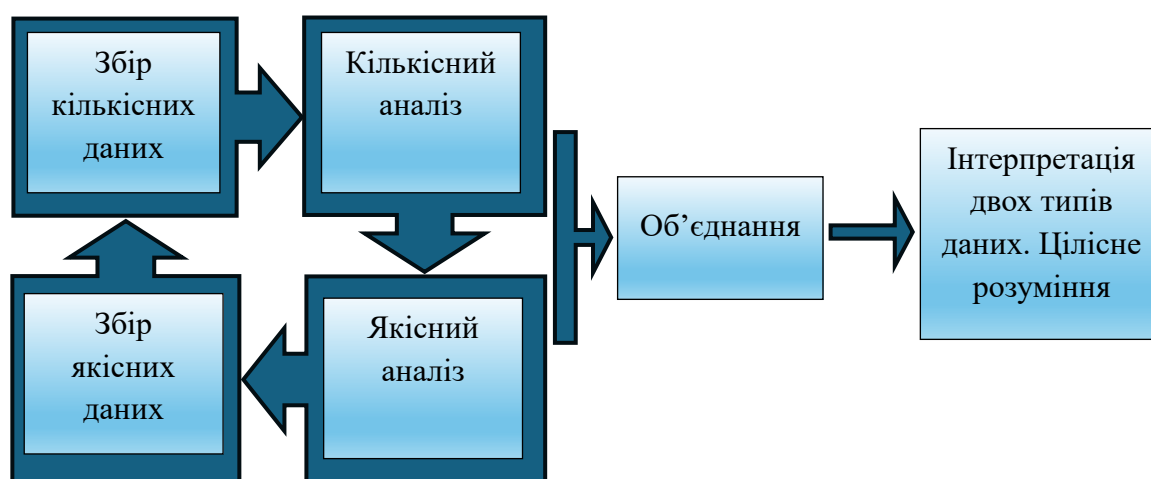 Збір
кількісних
даних
Кількісний
аналіз
Якісний
аналіз
Збір
якісних
даних
Об’єднання
Інтерпретація
двох типів
даних. Цілісне
розуміння